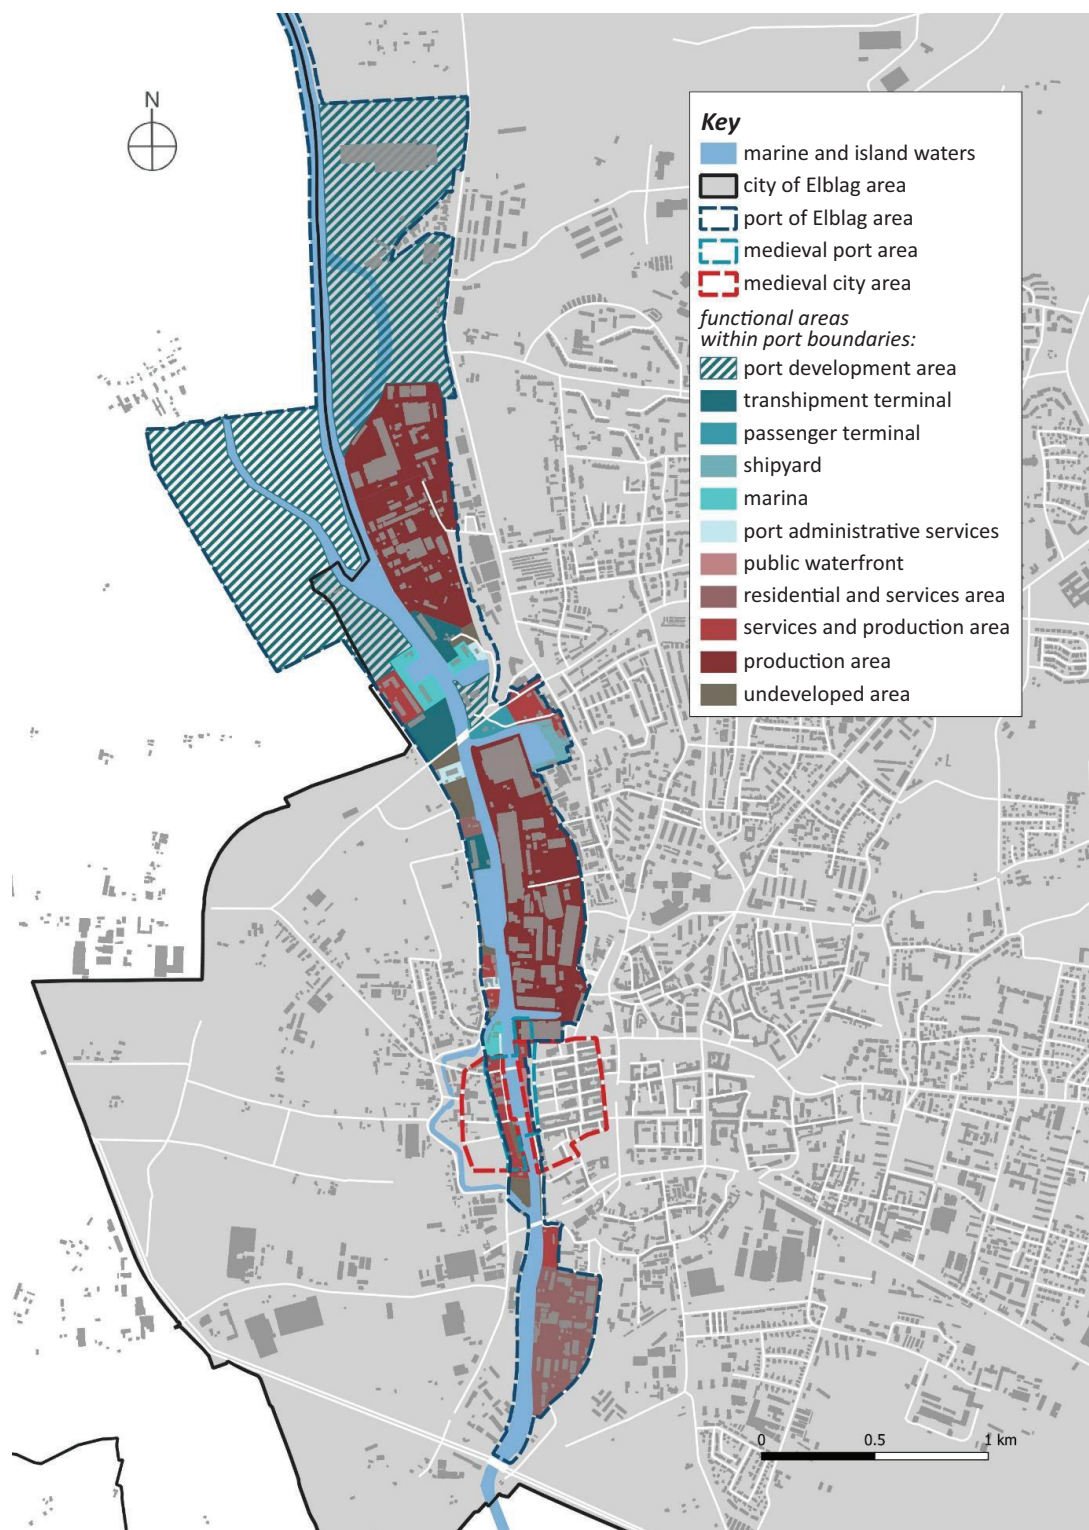 N
Key
marine and island waters
city of Elblag area
port of Elblag area
medieval port area
medieval city area
functional areas
within port boundaries:
port development area
transhipment terminal
passenger terminal
shipyard
marina
port administrative services
public waterfront
residential and services area
services and production area
production area
undeveloped area
0 0.5 1 km